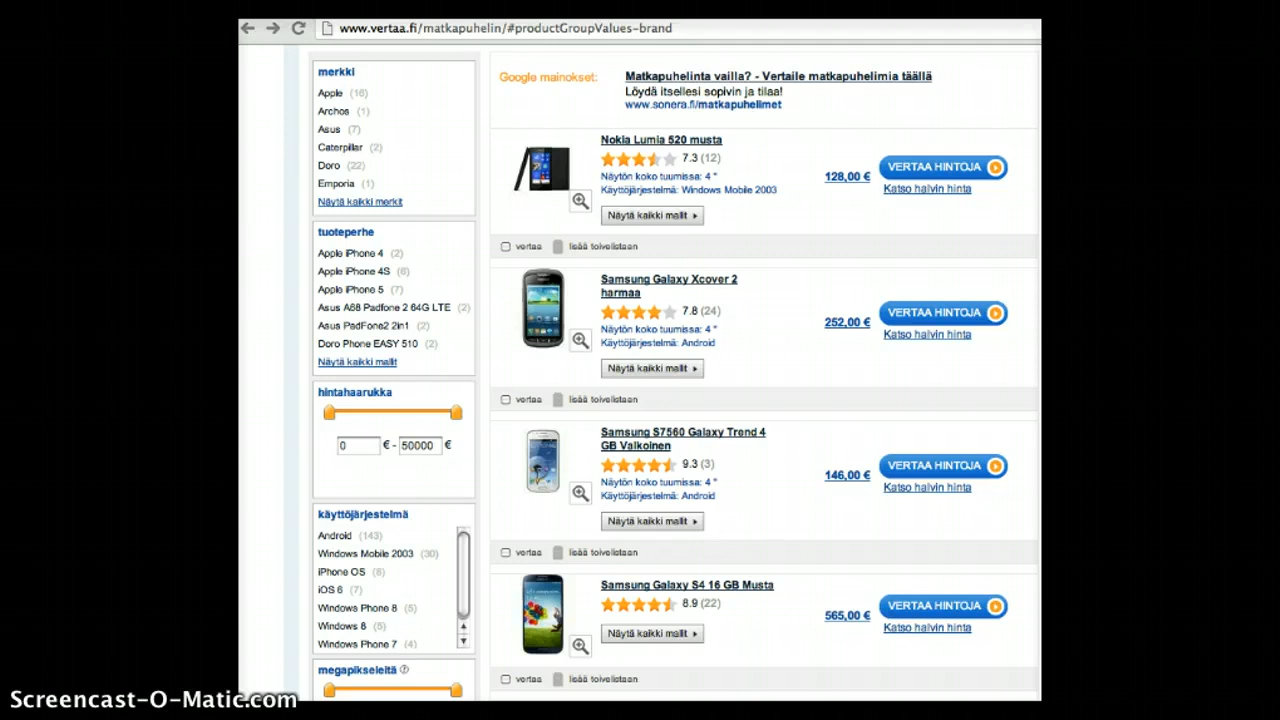 www.vertaa.fi/matkapuhelin/#productGroupValues-brand
merkki
Apple (16)
Archos (1)
Asus (7)
Caterpillar (2)
Doro (22)
Emporia (1)
Näytä kaikki merkit
tuoteperhe
Apple iPhone 4 (2)
Apple iPhone 4S (6)
Apple iPhone 5 (7)
Asus A68 Padfone 2 64G LTE (2)
Asus PadFone2 2in1 (2)
Doro Phone EASY 510 (2)
Näytä kaikki mallit
hintahaarukka
0 € - 50000 €
käyttöjärjestelmä
Android (143)
Windows Mobile 2003 (30)
iPhone OS (8)
iOS 6 (7)
Windows Phone 8 (5)
Windows 8 (5)
Windows Phone 7 (4)
megapikseleitä
Google mainokset:
Matkapuhelinta vailla? - Vertaile matkapuhelimia täällä
Löydä itsellesi sopivin ja tilaa!
www.sonera.fi/matkapuhelimet
Nokia Lumia 520 musta
7.3 (12)
Näytön koko tuumissa: 4 "
Käyttöjärjestelmä: Windows Mobile 2003
Näytä kaikki mallit
128,00 €
VERTAA HINTOJA
Katso halvin hinta
vertaa lisää toivelistaan
Samsung Galaxy Xcover 2
harmaa
7.8 (24)
Näytön koko tuumissa: 4 "
Käyttöjärjestelmä: Android
Näytä kaikki mallit
252,00 €
VERTAA HINTOJA
Katso halvin hinta
vertaa lisää toivelistaan
Samsung S7560 Galaxy Trend 4
GB Valkoinen
9.3 (3)
Näytön koko tuumissa: 4 "
Käyttöjärjestelmä: Android
Näytä kaikki mallit
146,00 €
VERTAA HINTOJA
Katso halvin hinta
vertaa lisää toivelistaan
Samsung Galaxy S4 16 GB Musta
8.9 (22)
Näytä kaikki mallit
565,00 €
VERTAA HINTOJA
Katso halvin hinta
vertaa lisää toivelistaan
Screencast-O-Matic.com